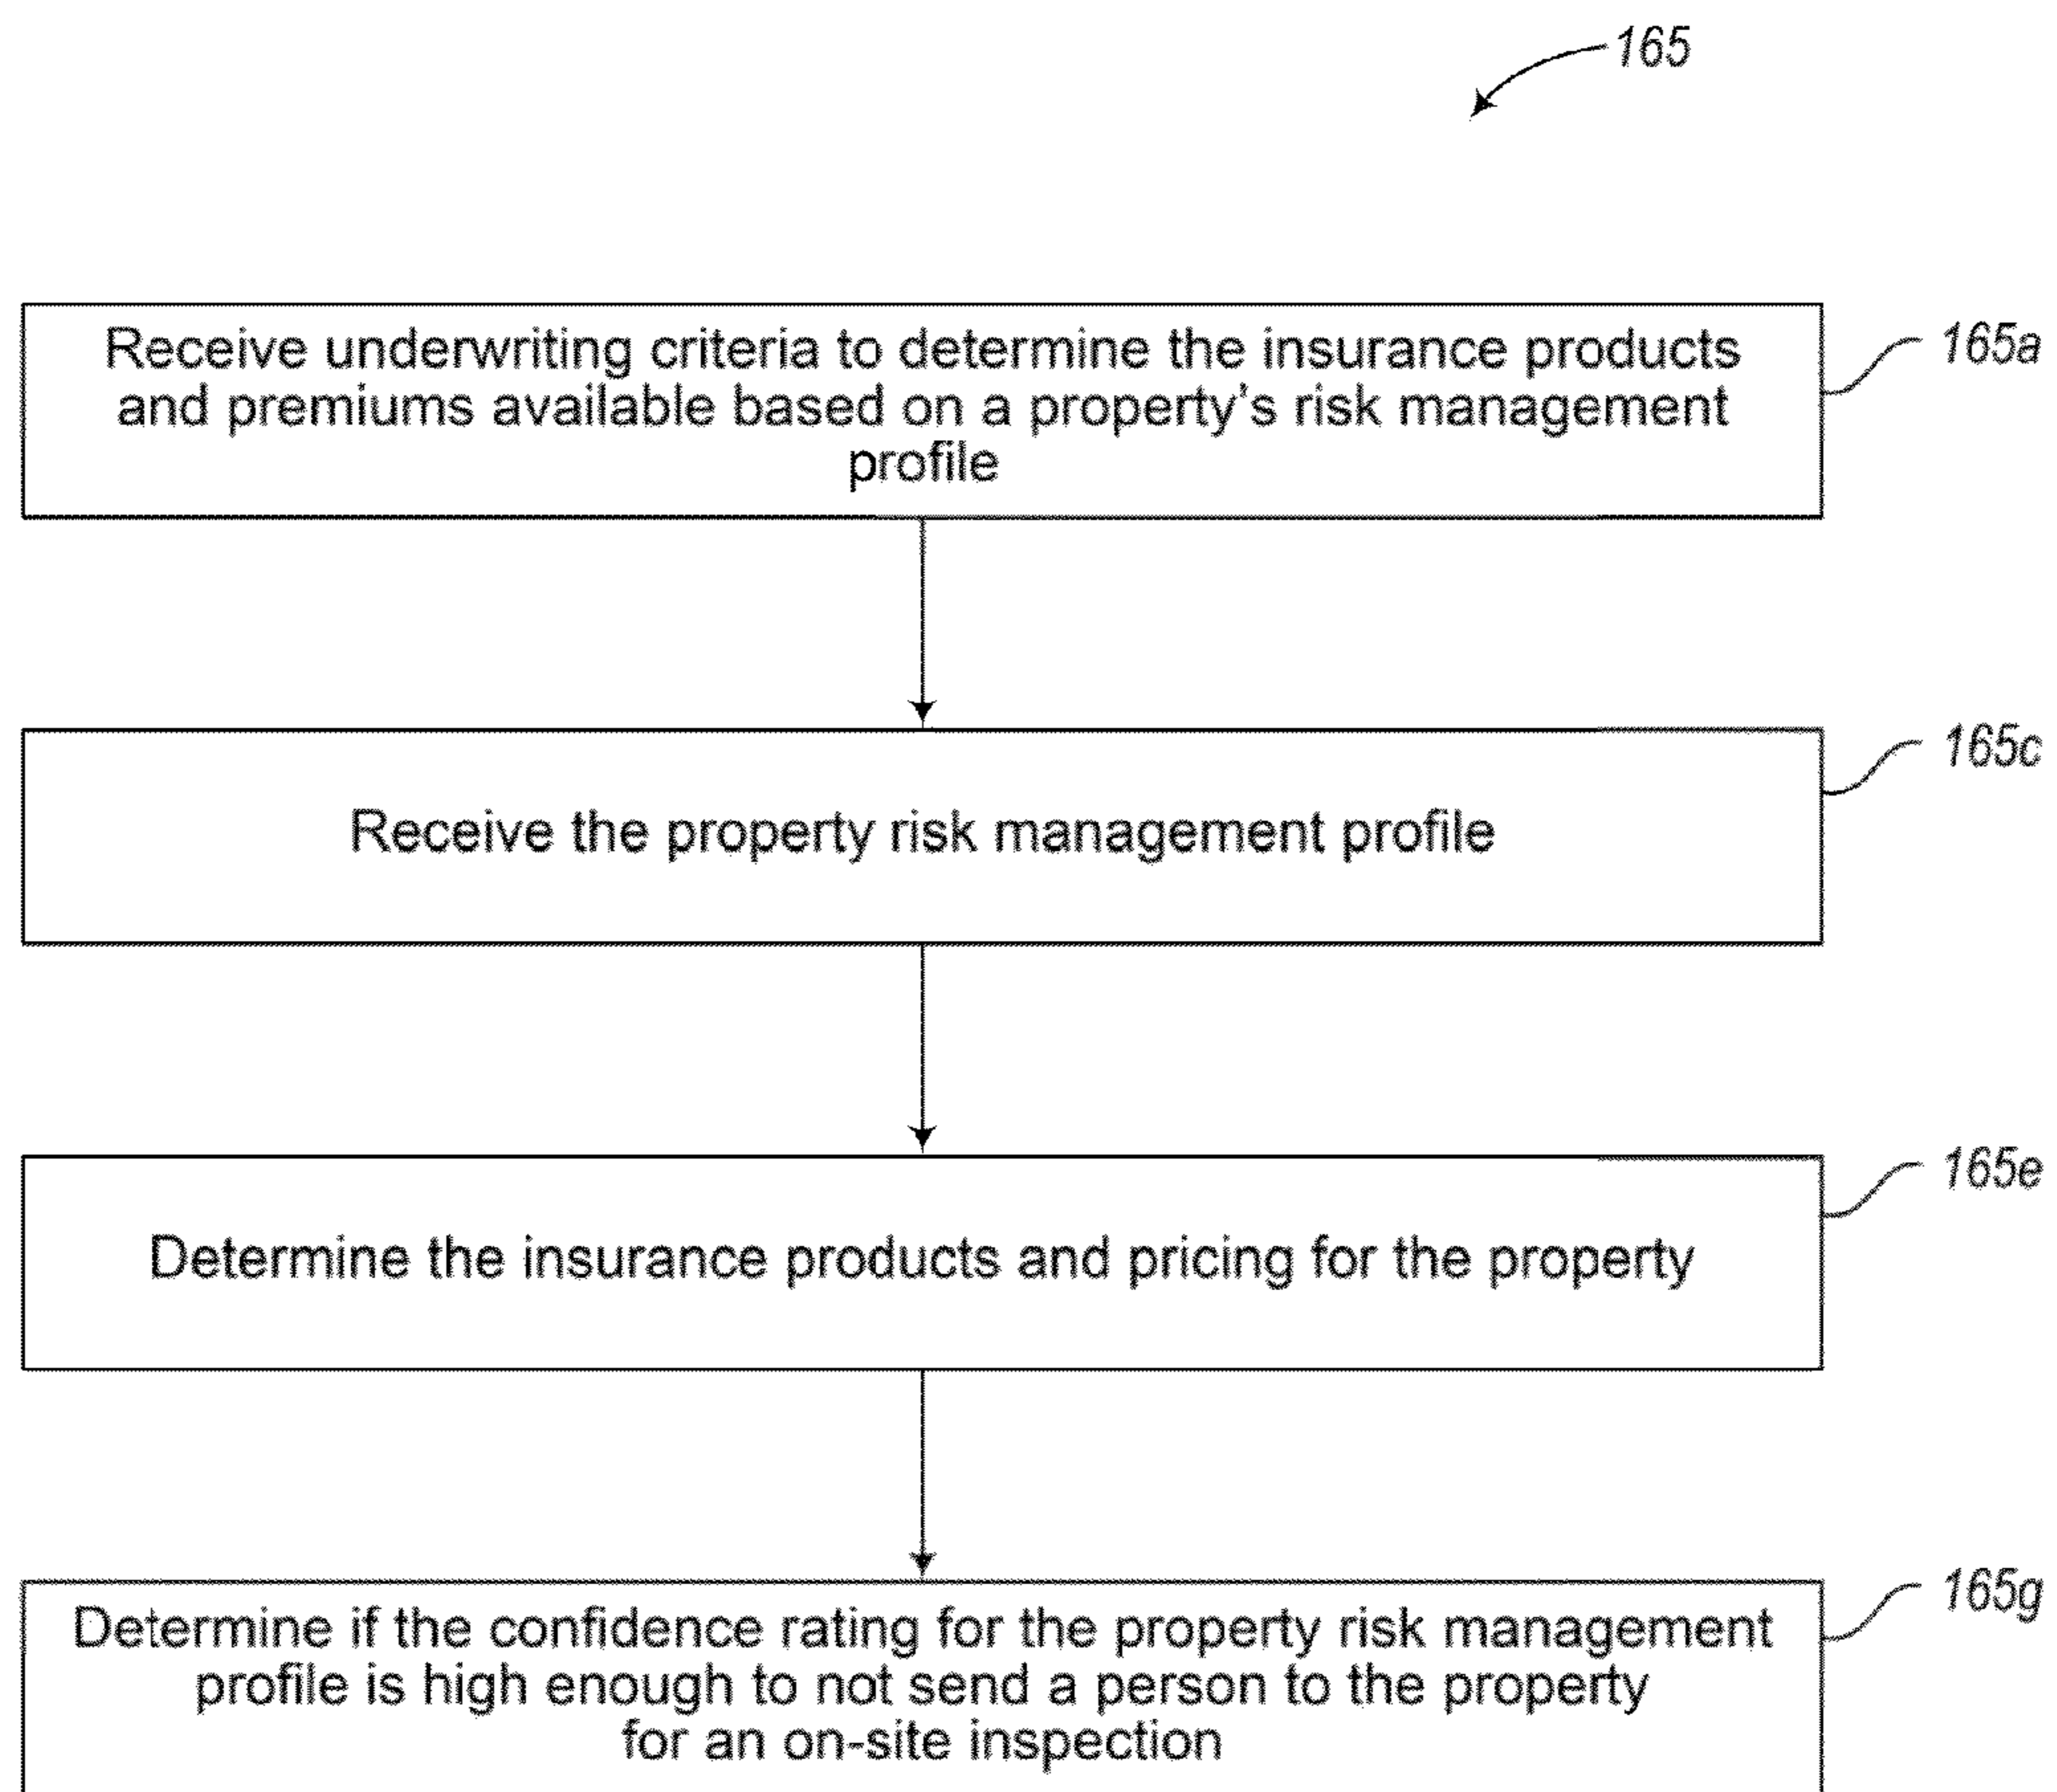 165
Receive underwriting criteria to determine the insurance products
and premiums available based on a property's risk management
profile
165a
Receive the property risk management profile
165c
Determine the insurance products and pricing for the property
165e
Determine if the confidence rating for the property risk management
profile is high enough to not send a person to the property
for an on-site inspection
165g